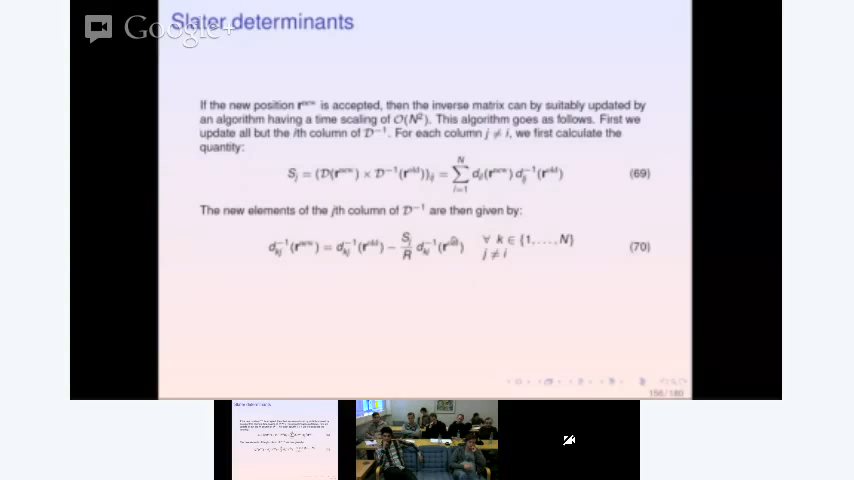 Slater determinants
Google+
If the new position r^new is accepted, then the inverse matrix can by suitably updated by
an algorithm having a time scaling of O(N²). This algorithm goes as follows. First we
update all but the ith column of D⁻¹. For each column j ≠ i, we first calculate the
quantity:
S_j = (D(r^new) × D⁻¹(r^old))_ij = Σ_{l=1}^{N} d_il(r^new) d_lj⁻¹(r^old) (69)
The new elements of the jth column of D⁻¹ are then given by:
d_kj⁻¹(r^new) = d_kj⁻¹(r^old) − S_j/R d_ki⁻¹(r^old) ∀ k ∈ {1, . . . , N} (70)
j ≠ i
156 / 180